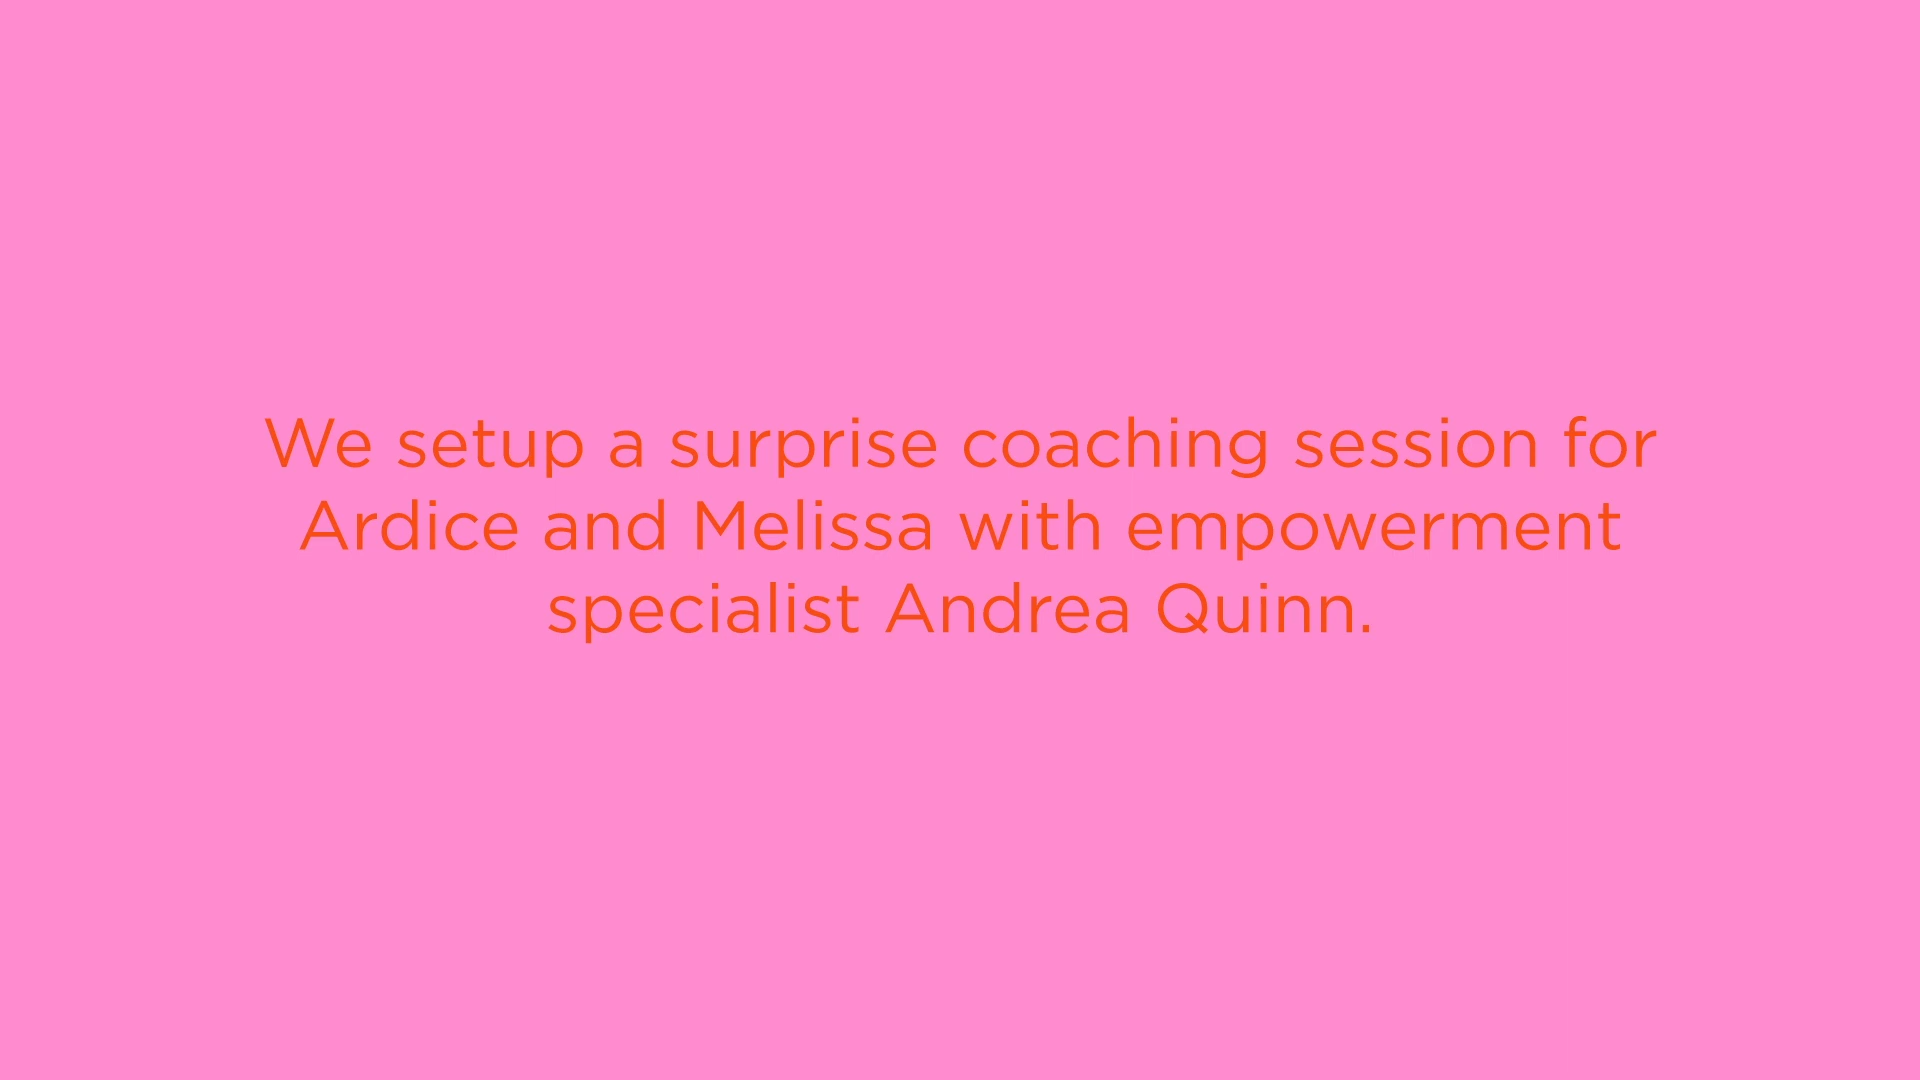 We setup a surprise coaching session for
Ardice and Melissa with empowerment
specialist Andrea Quinn.